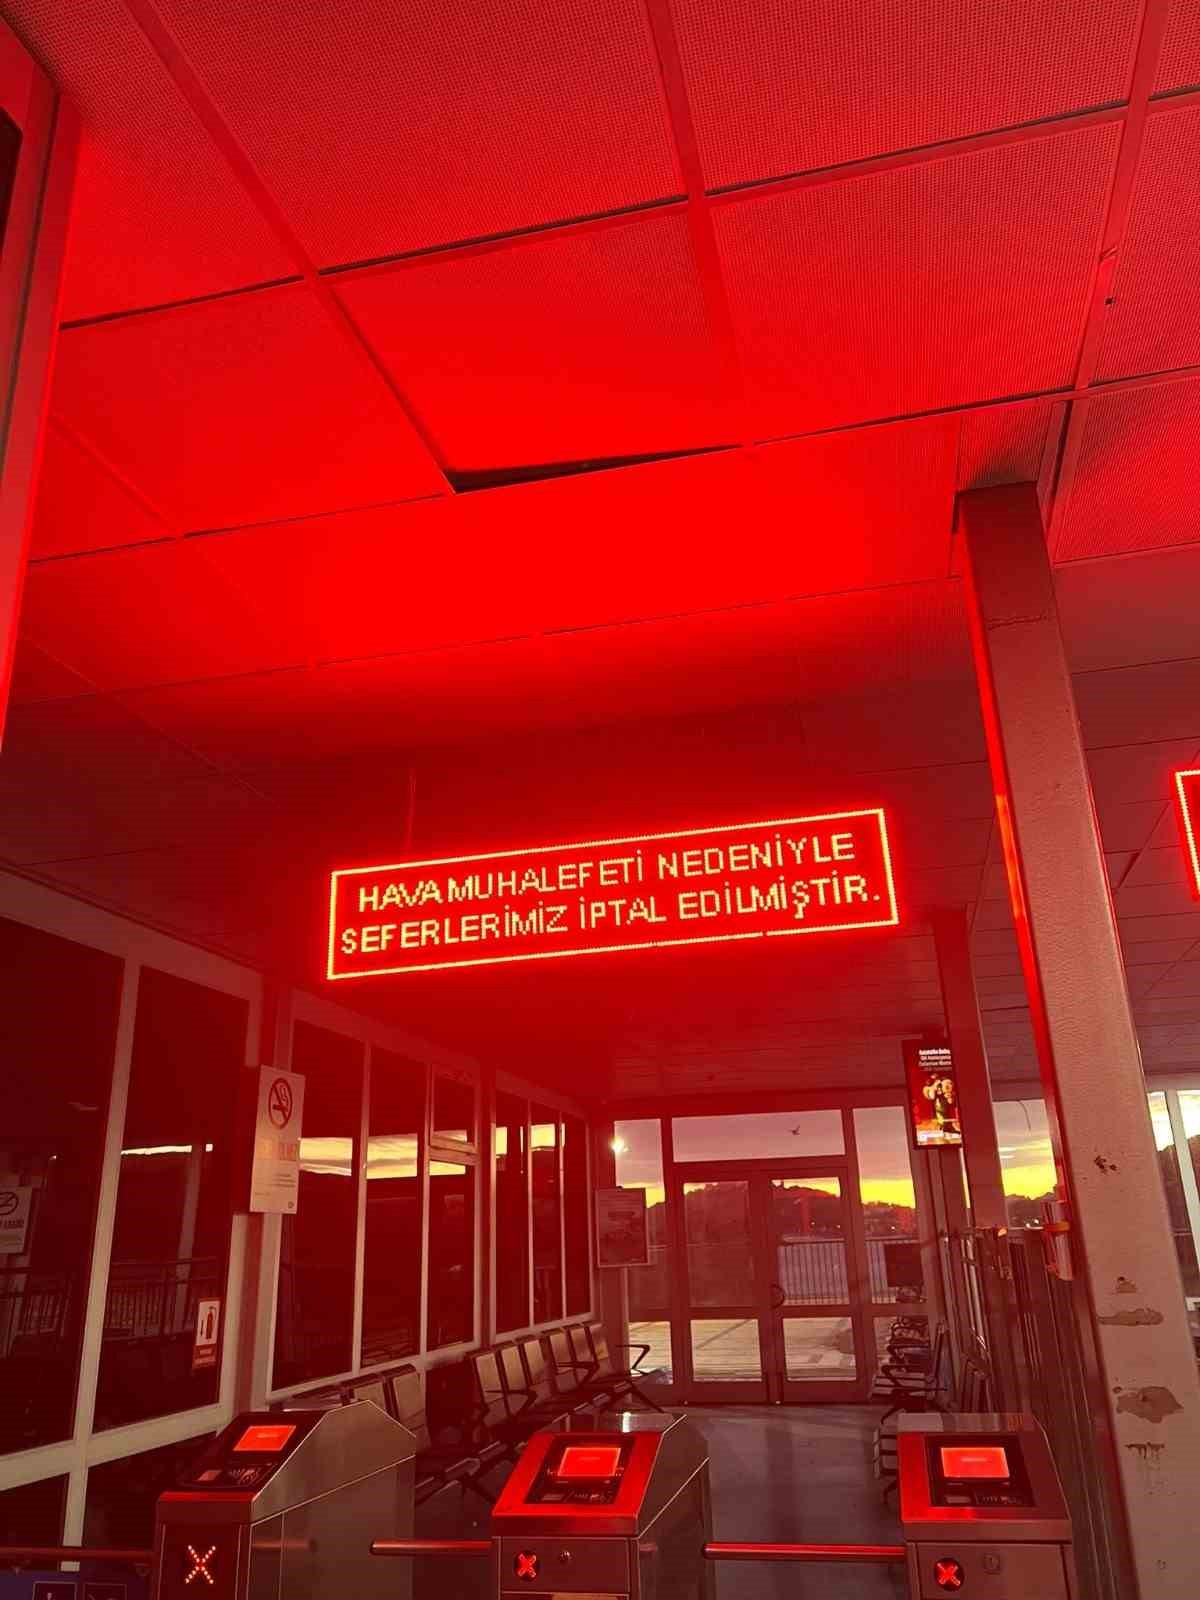 HAVA MUHALEFETİ NEDENİYLE
SEFERLERİMİZ İPTAL EDİLMİŞTİR.